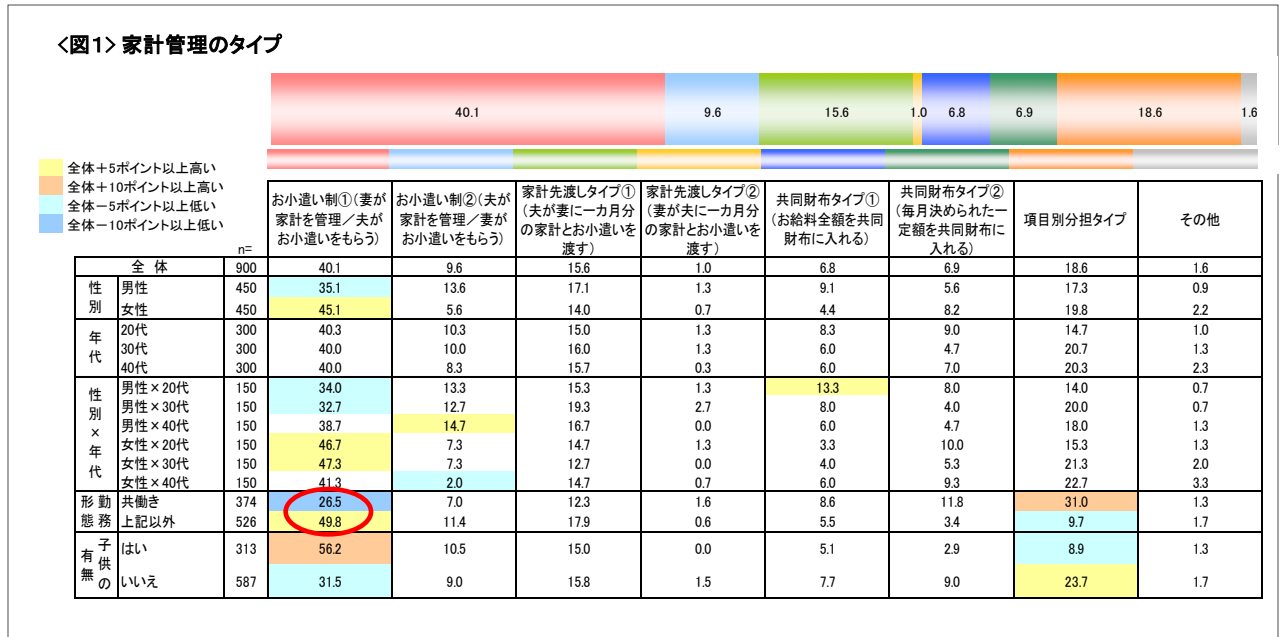 <図1> 家計管理のタイプ
40.1 9.6 15.6 1.0 6.8 6.9 18.6 1.6
全体+5ポイント以上高い
全体+10ポイント以上高い
全体-5ポイント以上低い
全体-10ポイント以上低い
n=
お小遣い制①(妻が
家計を管理/夫が
お小遣いをもらう)
お小遣い制②(夫が
家計を管理/妻が
お小遣いをもらう)
家計先渡しタイプ①
(夫が妻に一カ月分
の家計とお小遣いを
渡す)
家計先渡しタイプ②
(妻が夫に一カ月分
の家計とお小遣いを
渡す)
共同財布タイプ①
(お給料全額を共同
財布に入れる)
共同財布タイプ②
(毎月決められた一
定額を共同財布に
入れる)
項目別分担タイプ
その他
全 体 900 40.1 9.6 15.6 1.0 6.8 6.9 18.6 1.6
性別
男性 450 35.1 13.6 17.1 1.3 9.1 5.6 17.3 0.9
女性 450 45.1 5.6 14.0 0.7 4.4 8.2 19.8 2.2
年代
20代 300 40.3 10.3 15.0 1.3 8.3 9.0 14.7 1.0
30代 300 40.0 10.0 16.0 1.3 6.0 4.7 20.7 1.3
40代 300 40.0 8.3 15.7 0.3 6.0 7.0 20.3 2.3
性別×年代
男性×20代 150 34.0 13.3 15.3 1.3 13.3 8.0 14.0 0.7
男性×30代 150 32.7 12.7 19.3 2.7 8.0 4.0 20.0 0.7
男性×40代 150 38.7 14.7 16.7 0.0 6.0 4.7 18.0 1.3
女性×20代 150 46.7 7.3 14.7 1.3 3.3 10.0 15.3 1.3
女性×30代 150 47.3 7.3 12.7 0.0 4.0 5.3 21.3 2.0
女性×40代 150 41.3 2.0 14.7 0.7 6.0 9.3 22.7 3.3
勤務形態
共働き 374 26.5 7.0 12.3 1.6 8.6 11.8 31.0 1.3
上記以外 526 49.8 11.4 17.9 0.6 5.5 3.4 9.7 1.7
子供の有無
はい 313 56.2 10.5 15.0 0.0 5.1 2.9 8.9 1.3
いいえ 587 31.5 9.0 15.8 1.5 7.7 9.0 23.7 1.7